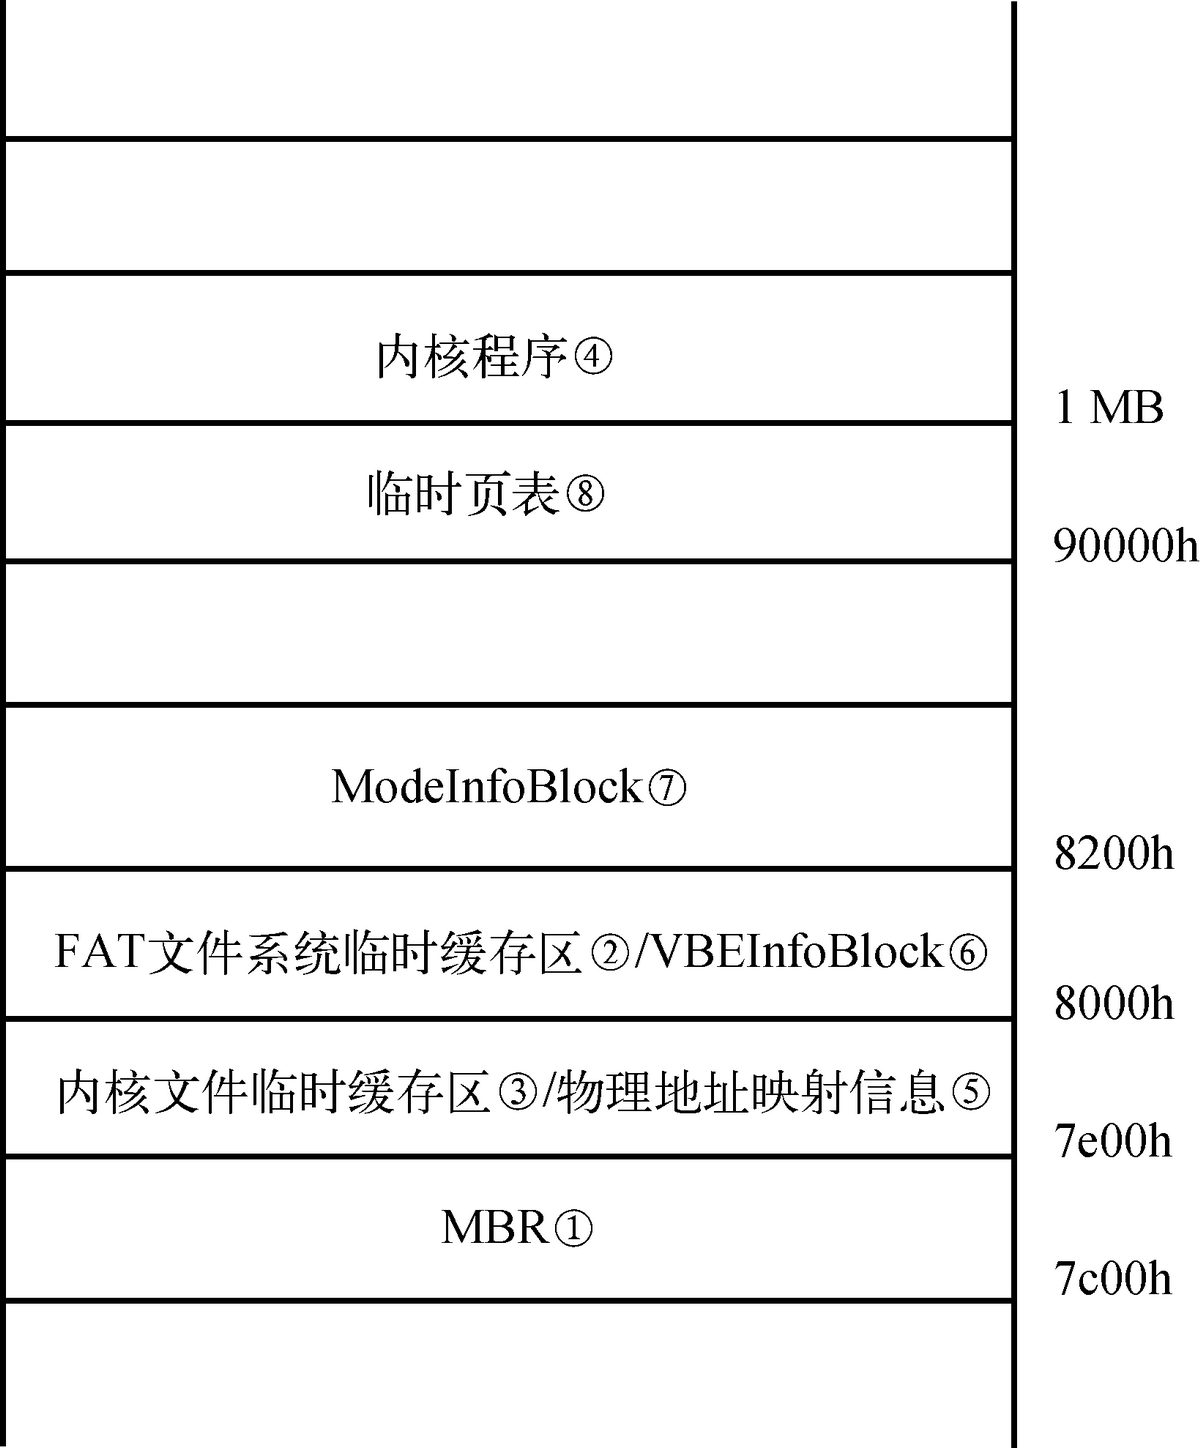 内核程序④
1 MB
临时页表⑧
90000h
ModeInfoBlock⑦
8200h
FAT文件系统临时缓存区②/VBEInfoBlock⑥
8000h
内核文件临时缓存区③/物理地址映射信息⑤
7e00h
MBR①
7c00h